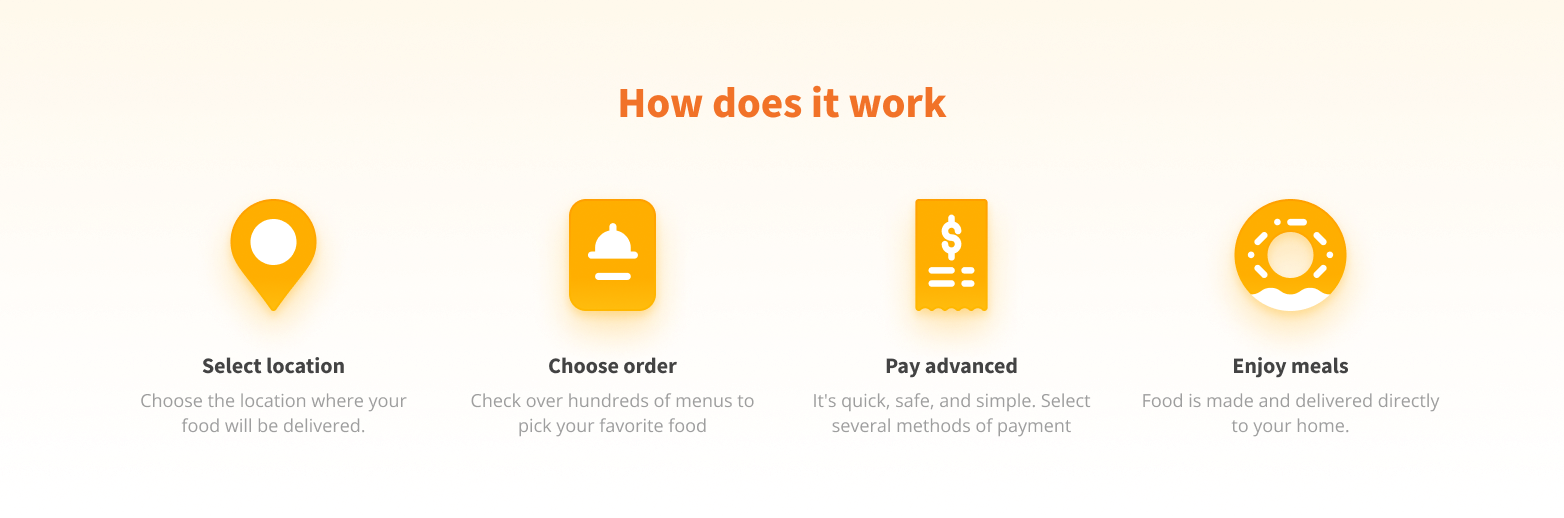 How does it work
$
Select location
Choose the location where your
food will be delivered.
Choose order
Check over hundreds of menus to
pick your favorite food
Pay advanced
It's quick, safe, and simple. Select
several methods of payment
Enjoy meals
Food is made and delivered directly
to your home.